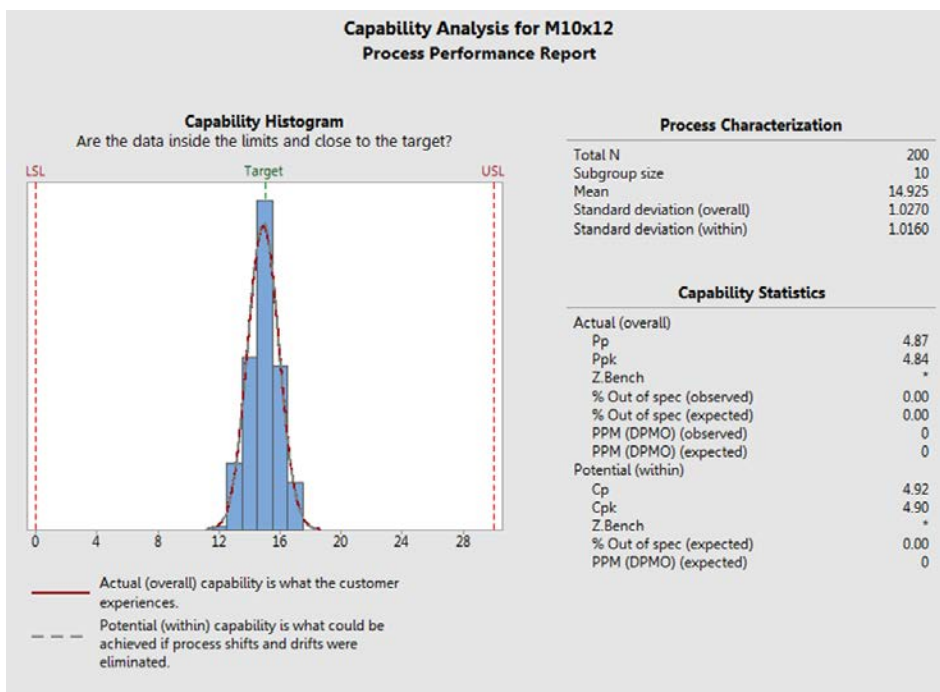 Capability Analysis for M10x12
Process Performance Report
Capability Histogram
Are the data inside the limits and close to the target?
LSL Target USL
0 4 8 12 16 20 24 28
Actual (overall) capability is what the customer
experiences.
Potential (within) capability is what could be
achieved if process shifts and drifts were
eliminated.
Process Characterization
Total N 200
Subgroup size 10
Mean 14.925
Standard deviation (overall) 1.0270
Standard deviation (within) 1.0160
Capability Statistics
Actual (overall)
Pp 4.87
Ppk 4.84
Z.Bench *
% Out of spec (observed) 0.00
% Out of spec (expected) 0.00
PPM (DPMO) (observed) 0
PPM (DPMO) (expected) 0
Potential (within)
Cp 4.92
Cpk 4.90
Z.Bench *
% Out of spec (expected) 0.00
PPM (DPMO) (expected) 0